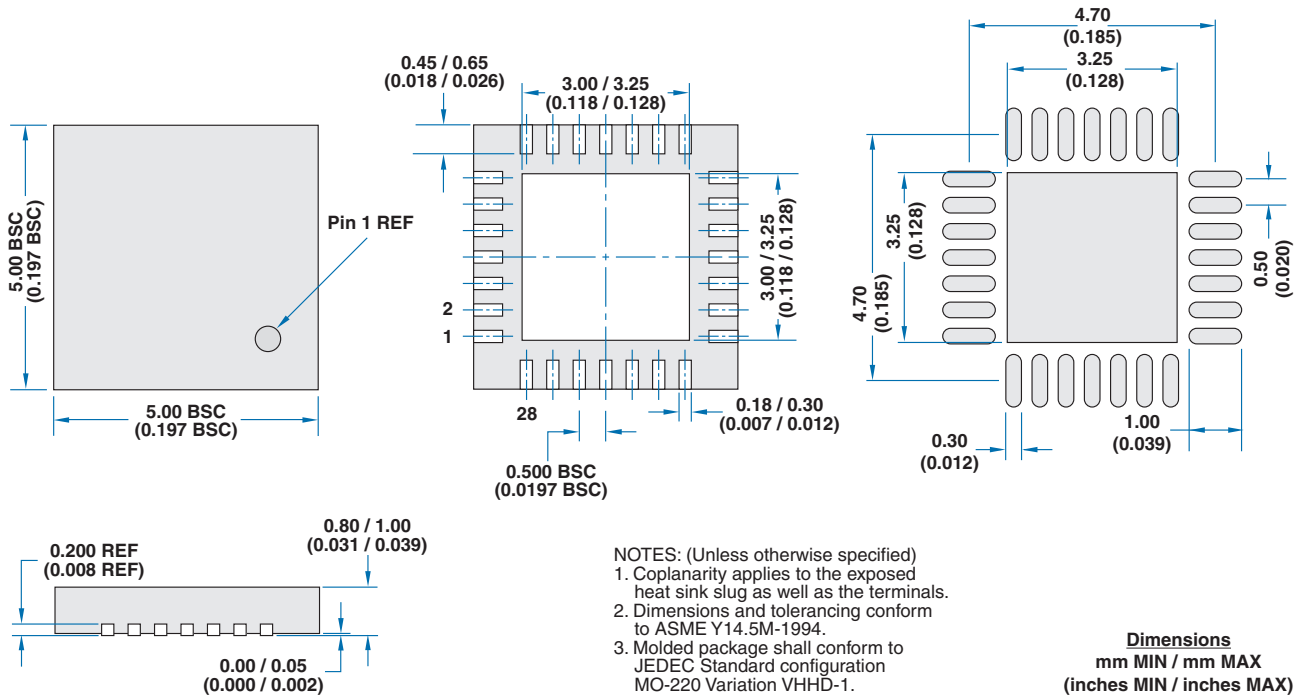 5.00 BSC
(0.197 BSC)
Pin 1 REF
5.00 BSC
(0.197 BSC)
0.45 / 0.65
(0.018 / 0.026)
3.00 / 3.25
(0.118 / 0.128)
3.00 / 3.25
(0.118 / 0.128)
2
1
28
0.18 / 0.30
(0.007 / 0.012)
0.500 BSC
(0.0197 BSC)
4.70
(0.185)
3.25
(0.128)
3.25
(0.128)
4.70
(0.185)
0.50
(0.020)
0.30
(0.012)
1.00
(0.039)
0.200 REF
(0.008 REF)
0.80 / 1.00
(0.031 / 0.039)
0.00 / 0.05
(0.000 / 0.002)
NOTES: (Unless otherwise specified)
1. Coplanarity applies to the exposed
heat sink slug as well as the terminals.
2. Dimensions and tolerancing conform
to ASME Y14.5M-1994.
3. Molded package shall conform to
JEDEC Standard configuration
MO-220 Variation VHHD-1.
Dimensions
mm MIN / mm MAX
(inches MIN / inches MAX)